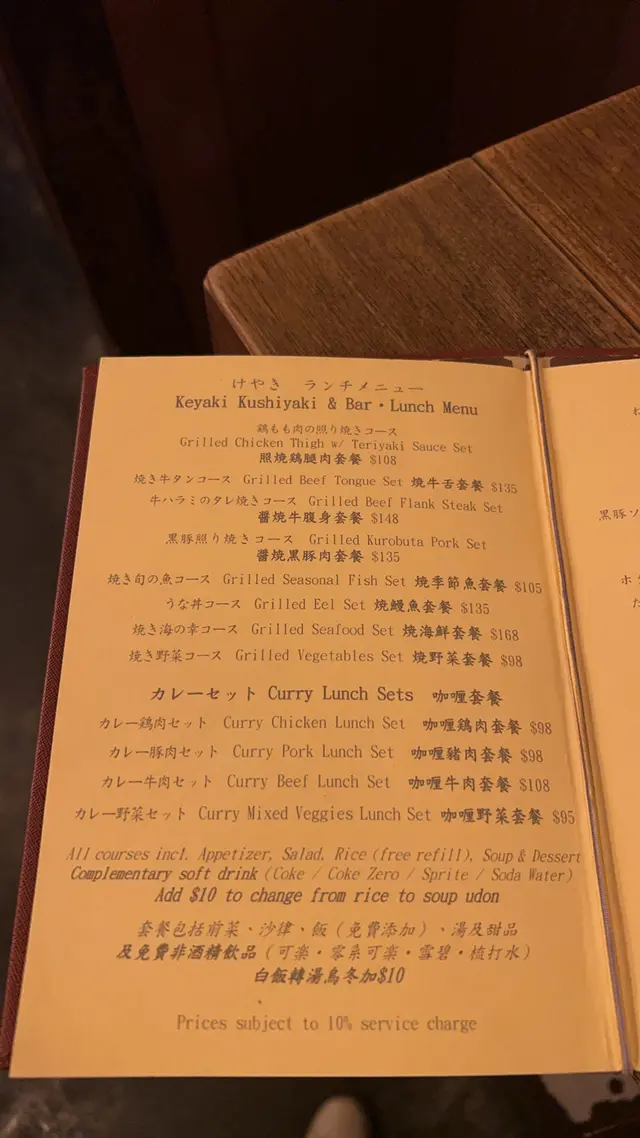 けやき ランチメニュー
Keyaki Kushiyaki & Bar・Lunch Menu
鶏もも肉の照り焼きコース
Grilled Chicken Thigh w/ Teriyaki Sauce Set
照焼鶏腿肉套餐 $108
焼き牛タンコース Grilled Beef Tongue Set 焼牛舌套餐 $135
牛ハラミのタレ焼きコース Grilled Beef Flank Steak Set
醬焼牛腹身套餐 $148
黒豚照り焼きコース Grilled Kurobuta Pork Set
醬焼黒豚肉套餐 $135
焼き旬の魚コース Grilled Seasonal Fish Set 焼季節魚套餐 $105
うな丼コース Grilled Eel Set 焼鰻魚套餐 $135
焼き海の幸コース Grilled Seafood Set 焼海鮮套餐 $168
焼き野菜コース Grilled Vegetables Set 焼野菜套餐 $98
カレーセット Curry Lunch Sets 咖喱套餐
カレー鶏肉セット Curry Chicken Lunch Set 咖喱鶏肉套餐 $98
カレー豚肉セット Curry Pork Lunch Set 咖喱豬肉套餐 $98
カレー牛肉セット Curry Beef Lunch Set 咖喱牛肉套餐 $108
カレー野菜セット Curry Mixed Veggies Lunch Set 咖喱野菜套餐 $95
All courses incl. Appetizer, Salad, Rice (free refill), Soup & Dessert
Complementary soft drink (Coke / Coke Zero / Sprite / Soda Water)
Add $10 to change from rice to soup udon
套餐包括前菜、沙律、飯（免費添加）、湯及甜品
及免費非酒精飲品（可楽・零系可楽・雪碧・梳打水）
白飯轉湯烏冬加$10
Prices subject to 10% service charge
黒豚ソ
ホ